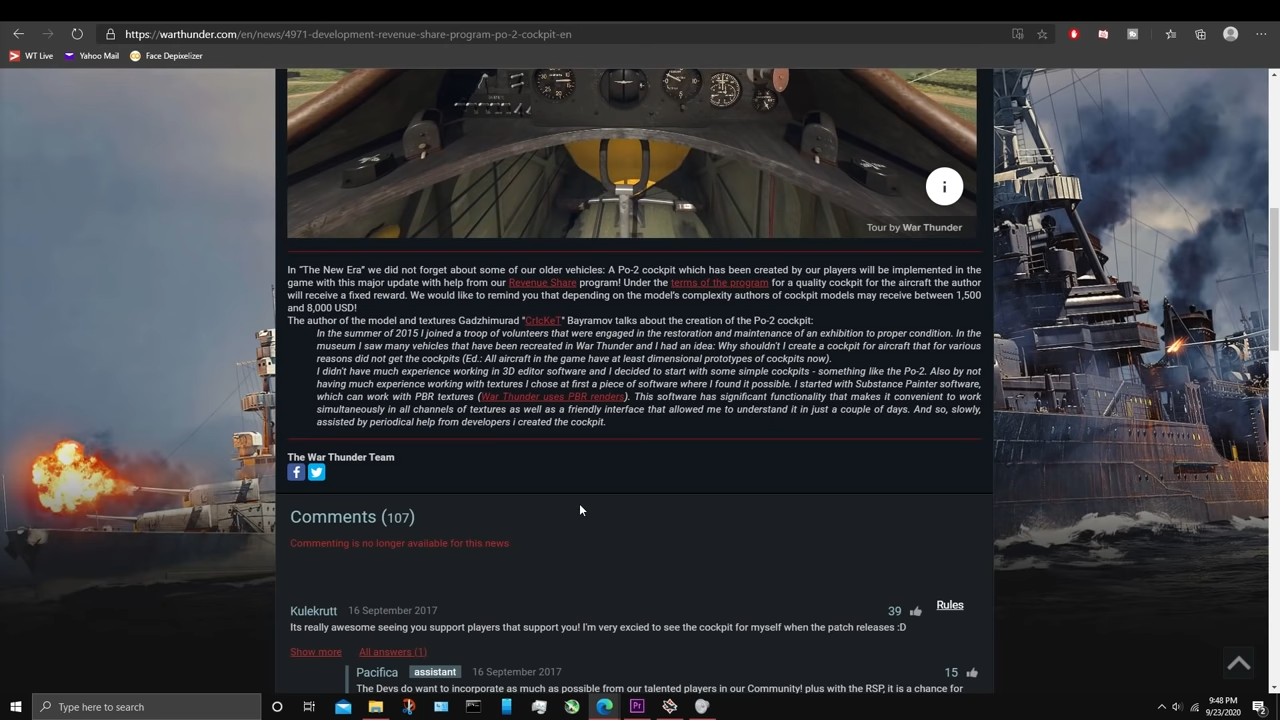 https://warthunder.com/en/news/4971-development-revenue-share-program-po-2-cockpit-en
WT Live Yahoo Mail Face Depixelizer
i
Tour by War Thunder
In "The New Era" we did not forget about some of our older vehicles: A Po-2 cockpit which has been created by our players will be implemented in the
game with this major update with help from our Revenue Share program! Under the terms of the program for a quality cockpit for the aircraft the author
will receive a fixed reward. We would like to remind you that depending on the model's complexity authors of cockpit models may receive between 1,500
and 8,000 USD!
The author of the model and textures Gadzhimurad "CrIcKeT" Bayramov talks about the creation of the Po-2 cockpit:
In the summer of 2015 I joined a troop of volunteers that were engaged in the restoration and maintenance of an exhibition to proper condition. In the
museum I saw many vehicles that have been recreated in War Thunder and I had an idea: Why shouldn't I create a cockpit for aircraft that for various
reasons did not get the cockpits (Ed.: All aircraft in the game have at least dimensional prototypes of cockpits now).
I didn't have much experience working in 3D editor software and I decided to start with some simple cockpits - something like the Po-2. Also by not
having much experience working with textures I chose at first a piece of software where I found it possible. I started with Substance Painter software,
which can work with PBR textures (War Thunder uses PBR renders). This software has significant functionality that makes it convenient to work
simultaneously in all channels of textures as well as a friendly interface that allowed me to understand it in just a couple of days. And so, slowly,
assisted by periodical help from developers i created the cockpit.
The War Thunder Team
Comments (107)
Commenting is no longer available for this news
Rules
Kulekrutt 16 September 2017 39
Its really awesome seeing you support players that support you! I'm very excied to see the cockpit for myself when the patch releases :D
Show more All answers (1)
Pacifica assistant 16 September 2017 15
The Devs do want to incorporate as much as possible from our talented players in our Community! plus with the RSP, it is a chance for
Type here to search
9:48 PM
9/23/2020